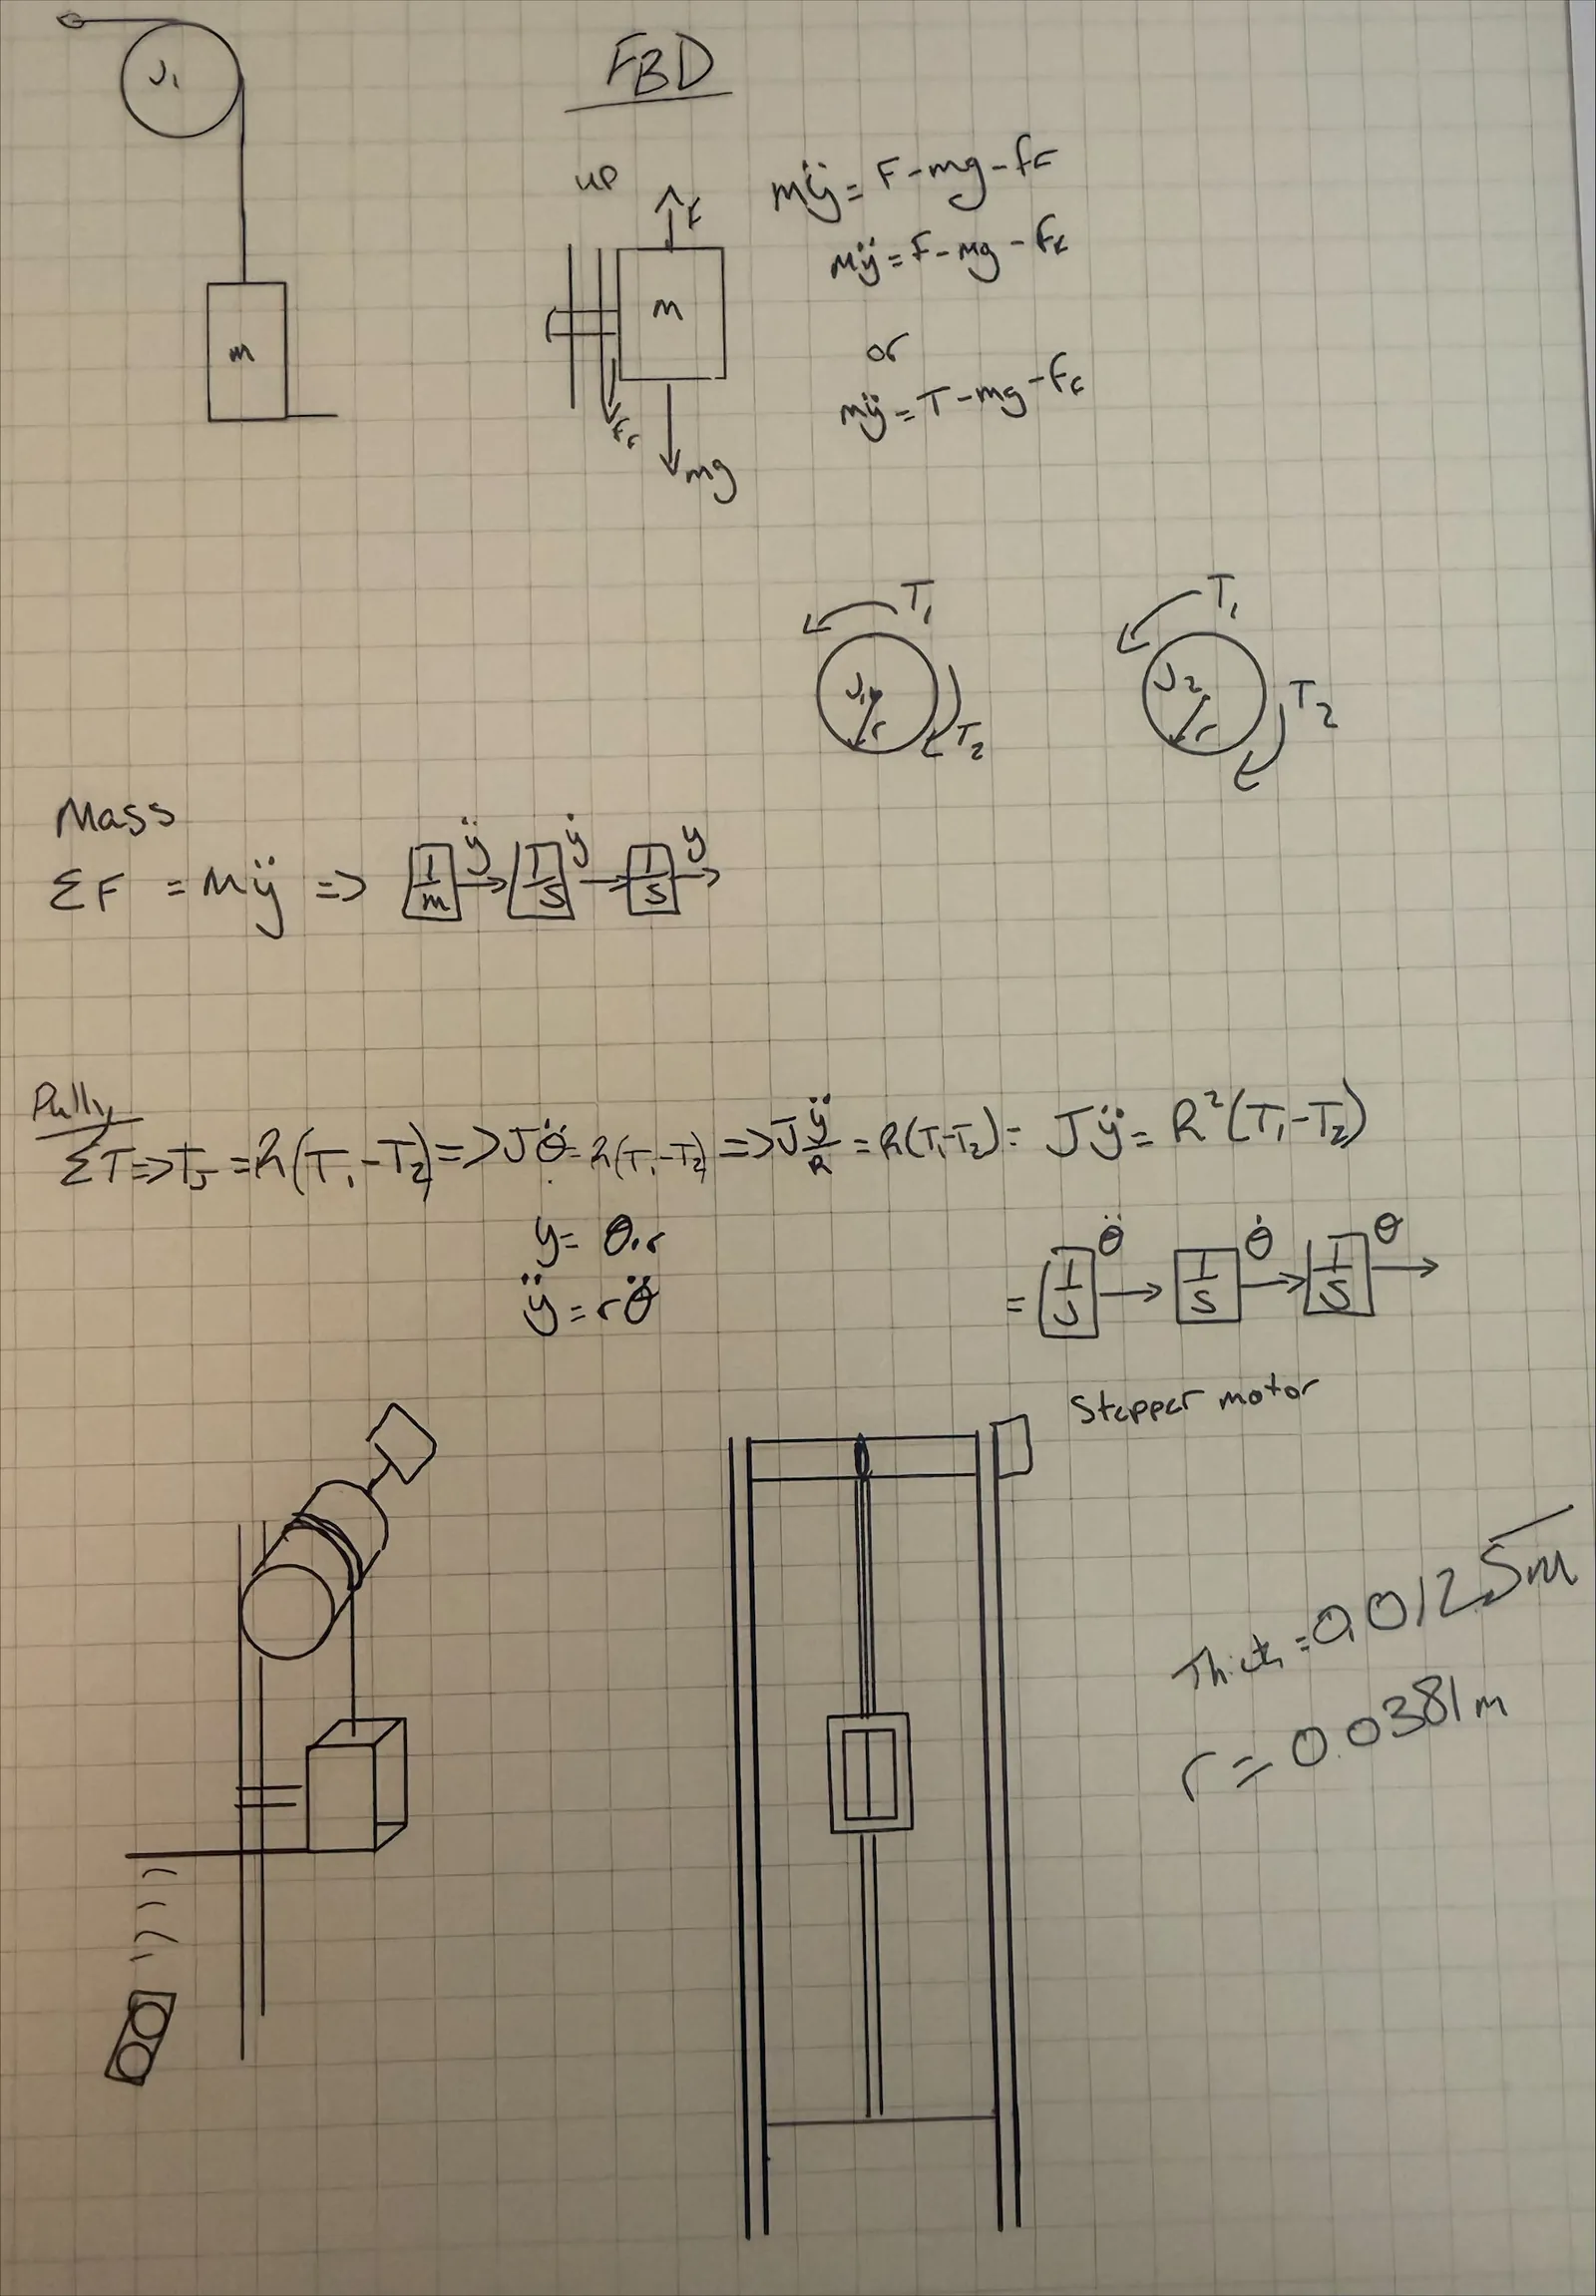 J₁
FBD
up
F
mÿ = F - mg - fF
m
mÿ = F - mg - fF
m
or
mÿ = T - mg - fF
fF
mg
T₁
T₁
J₁
r
T₂
J₂
r
T₂
Mass
ΣF = Mÿ => 1/m ÿ 1/s ẏ 1/s y
Pully
ΣT => TJ = R(T₁ - T₂) => Jθ̈ = R(T₁ - T₂) => J ÿ/R = R(T₁ - T₂) = Jÿ = R²(T₁ - T₂)
y = θ.r
ÿ = rθ̈
= 1/J θ̈ 1/s θ̇ 1/s θ
Stepper motor
Thick = 0.0125m
r = 0.0381m